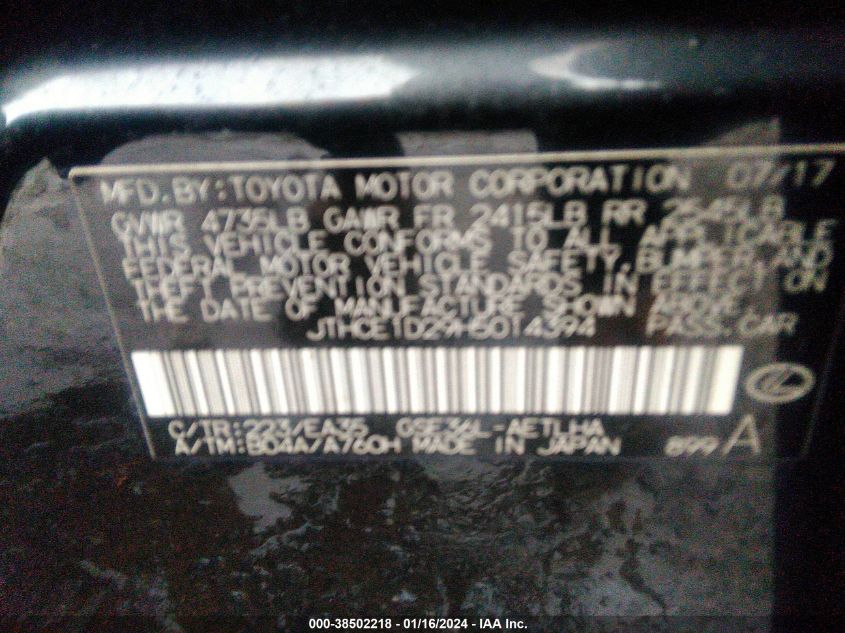 MFD. BY: TOYOTA MOTOR CORPORATION 07/17
GVWR 4735LB GAWR FR 2415LB RR 2545LB
THIS VEHICLE CONFORMS TO ALL APPLICABLE
FEDERAL MOTOR VEHICLE SAFETY, BUMPER, AND
THEFT PREVENTION STANDARDS IN EFFECT ON
THE DATE OF MANUFACTURE SHOWN ABOVE.
JTHCE1D29H5014394 PASS. CAR
C/TR:223/EA35 GSE36L-AETLHA
A/TM:B04A/A760H MADE IN JAPAN 899 A
000-38502218 - 01/16/2024 - IAA Inc.